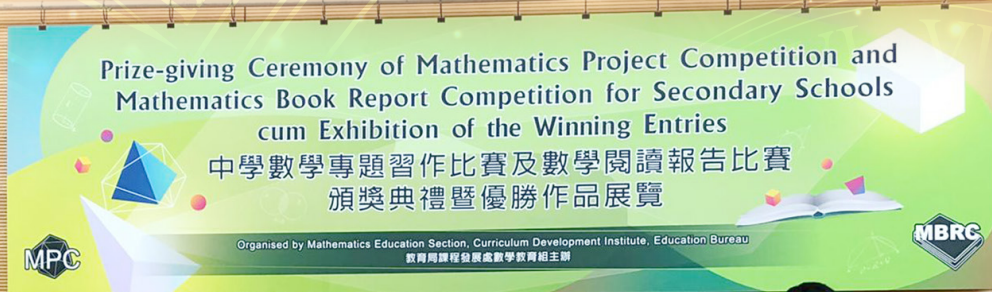 Prize-giving Ceremony of Mathematics Project Competition and
Mathematics Book Report Competition for Secondary Schools
cum Exhibition of the Winning Entries
中學數學專題習作比賽及數學閱讀報告比賽
頒獎典禮暨優勝作品展覽
Organised by Mathematics Education Section, Curriculum Development Institute, Education Bureau
教育局課程發展處數學教育組主辦
MPC
MBRC